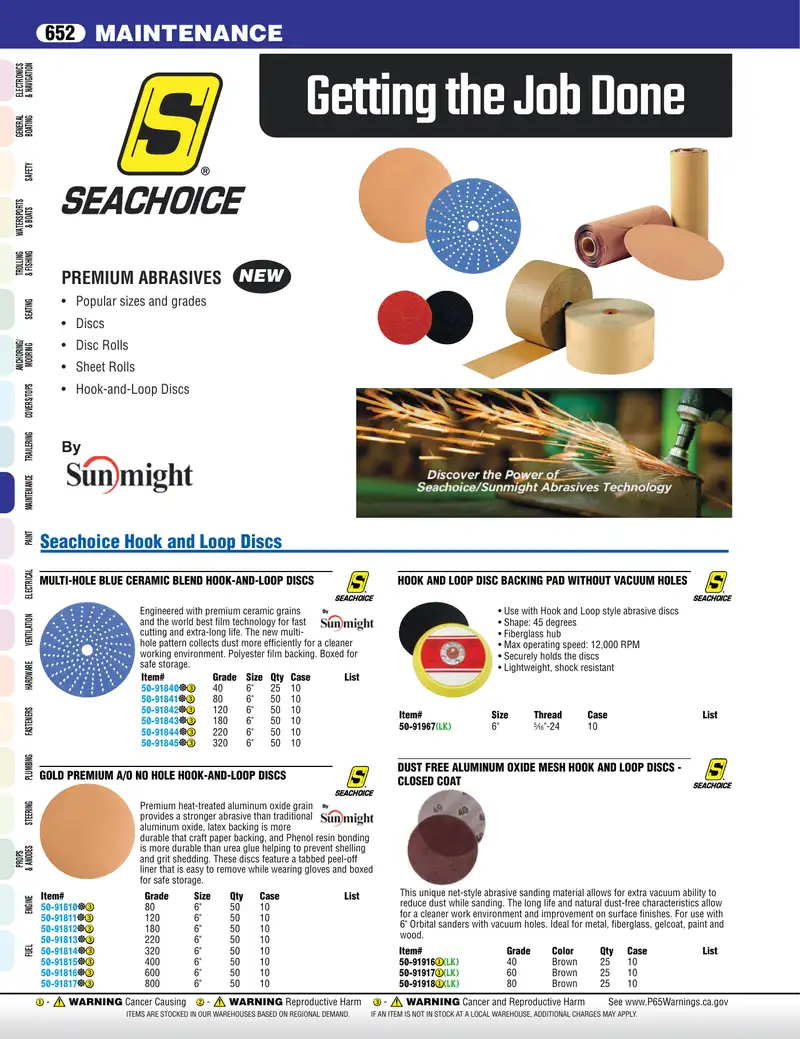 652 MAINTENANCE
ELECTRONICS
& NAVIGATION
GENERAL
BOATING
SAFETY
WATERSPORTS
& BOATS
TROLLING
& FISHING
SEATING
ANCHORING/
MOORING
COVERS/TOPS
TRAILERING
MAINTENANCE
PAINT
ELECTRICAL
VENTILATION
HARDWARE
FASTENERS
PLUMBING
STEERING
PROPS
& ANODES
ENGINE
FUEL
Getting the Job Done
S
®
SEACHOICE
PREMIUM ABRASIVES NEW
• Popular sizes and grades
• Discs
• Disc Rolls
• Sheet Rolls
• Hook-and-Loop Discs
By
Sunmight
Discover the Power of
Seachoice/Sunmight Abrasives Technology
Seachoice Hook and Loop Discs
MULTI-HOLE BLUE CERAMIC BLEND HOOK-AND-LOOP DISCS
S
SEACHOICE
Engineered with premium ceramic grains
and the world best film technology for fast
cutting and extra-long life. The new multi-
hole pattern collects dust more efficiently for a cleaner
working environment. Polyester film backing. Boxed for
safe storage.
By
Sunmight
Item# Grade Size Qty Case List
50-91840 3 40 6" 25 10
50-91841 3 80 6" 50 10
50-91842 3 120 6" 50 10
50-91843 3 180 6" 50 10
50-91844 3 220 6" 50 10
50-91845 3 320 6" 50 10
GOLD PREMIUM A/O NO HOLE HOOK-AND-LOOP DISCS
S
SEACHOICE
Premium heat-treated aluminum oxide grain
provides a stronger abrasive than traditional
aluminum oxide, latex backing is more
durable that craft paper backing, and Phenol resin bonding
is more durable than urea glue helping to prevent shelling
and grit shedding. These discs feature a tabbed peel-off
liner that is easy to remove while wearing gloves and boxed
for safe storage.
By
Sunmight
Item# Grade Size Qty Case List
50-91810 3 80 6" 50 10
50-91811 3 120 6" 50 10
50-91812 3 180 6" 50 10
50-91813 3 220 6" 50 10
50-91814 3 320 6" 50 10
50-91815 3 400 6" 50 10
50-91816 3 600 6" 50 10
50-91817 3 800 6" 50 10
HOOK AND LOOP DISC BACKING PAD WITHOUT VACUUM HOLES
S
SEACHOICE
• Use with Hook and Loop style abrasive discs
• Shape: 45 degrees
• Fiberglass hub
• Max operating speed: 12,000 RPM
• Securely holds the discs
• Lightweight, shock resistant
Item# Size Thread Case List
50-91967(LK) 6" 5/16"-24 10
DUST FREE ALUMINUM OXIDE MESH HOOK AND LOOP DISCS -
CLOSED COAT
S
SEACHOICE
This unique net-style abrasive sanding material allows for extra vacuum ability to
reduce dust while sanding. The long life and natural dust-free characteristics allow
for a cleaner work environment and improvement on surface finishes. For use with
6" Orbital sanders with vacuum holes. Ideal for metal, fiberglass, gelcoat, paint and
wood.
Item# Grade Color Qty Case List
50-91916 1 (LK) 40 Brown 25 10
50-91917 1 (LK) 60 Brown 25 10
50-91918 1 (LK) 80 Brown 25 10
1 - WARNING Cancer Causing 2 - WARNING Reproductive Harm 3 - WARNING Cancer and Reproductive Harm See www.P65Warnings.ca.gov
ITEMS ARE STOCKED IN OUR WAREHOUSES BASED ON REGIONAL DEMAND. IF AN ITEM IS NOT IN STOCK AT A LOCAL WAREHOUSE, ADDITIONAL CHARGES MAY APPLY.